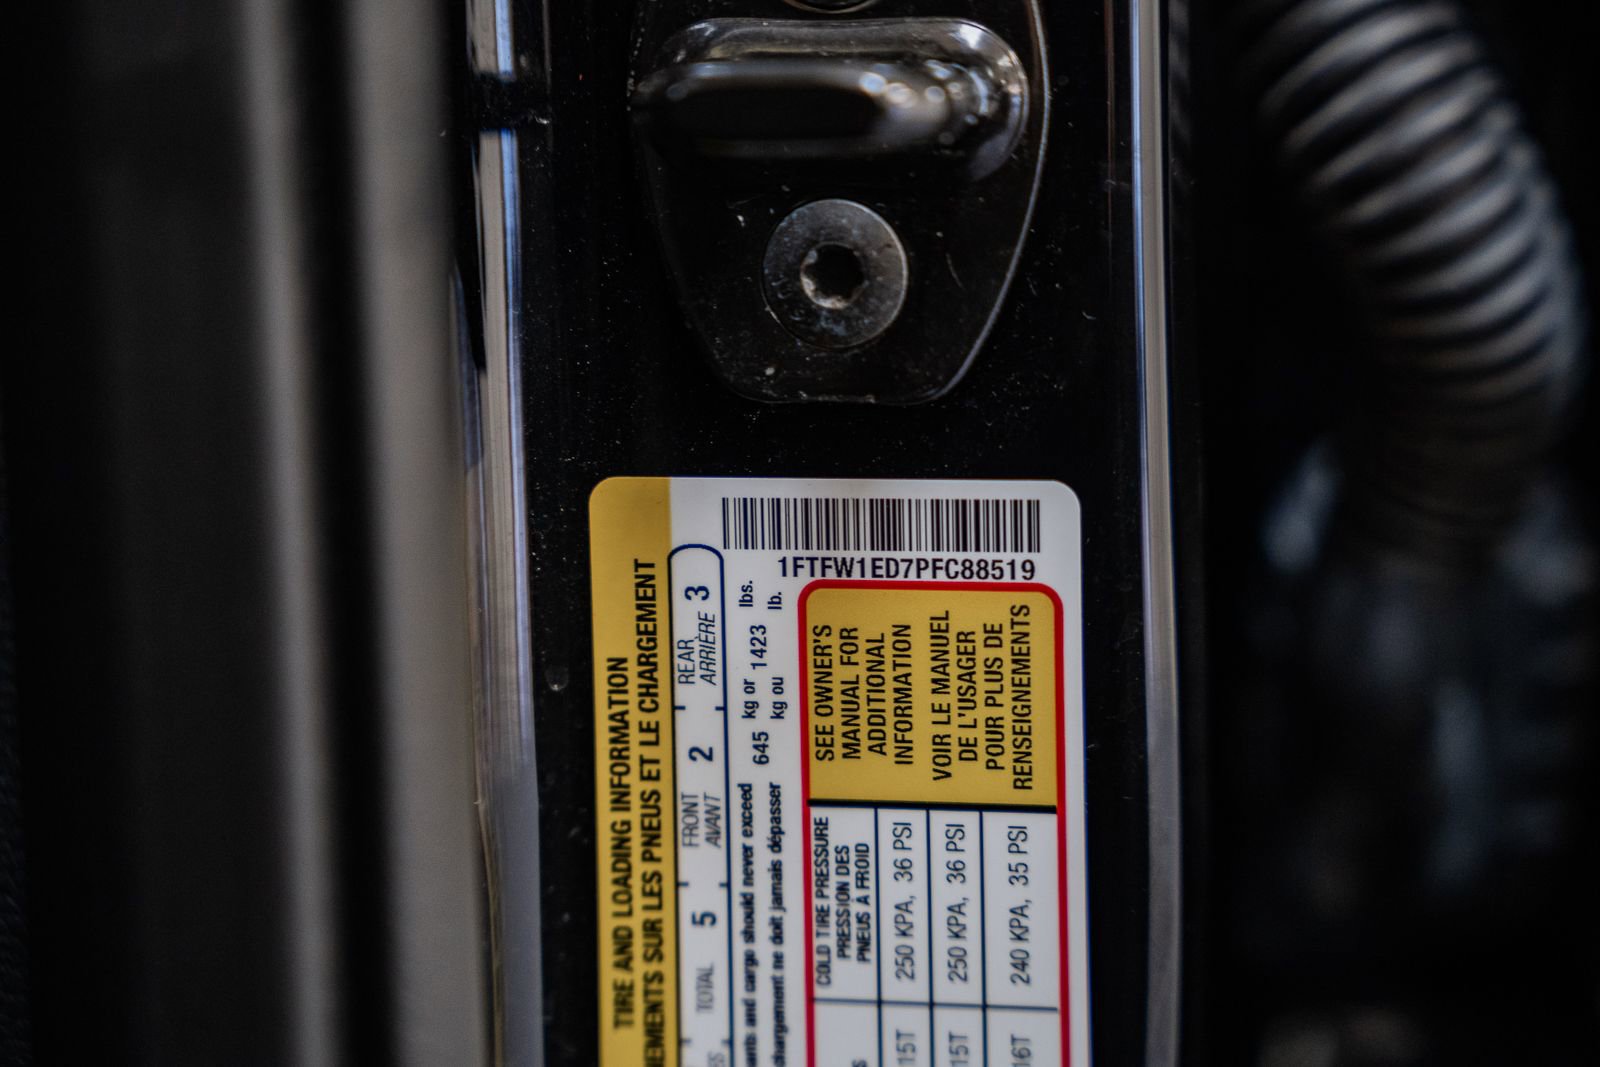 1FTFW1ED7PFC88519
TIRE AND LOADING INFORMATION
SUR LES PNEUS ET LE CHARGEMENT
TOTAL 5 FRONT AVANT 2 REAR ARRIÈRE 3
and cargo should never exceed 645 kg or 1423 lbs.
ne doit jamais dépasser kg ou lb.
COLD TIRE PRESSURE
PRESSION DES
PNEUS À FROID
250 KPA, 36 PSI
250 KPA, 36 PSI
240 KPA, 35 PSI
SEE OWNER'S
MANUAL FOR
ADDITIONAL
INFORMATION
VOIR LE MANUEL
DE L'USAGER
POUR PLUS DE
RENSEIGNEMENTS